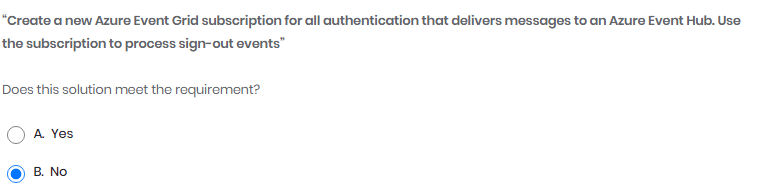 “Create a new Azure Event Grid subscription for all authentication that delivers messages to an Azure Event Hub. Use
the subscription to process sign-out events”
Does this solution meet the requirement?
A. Yes
B. No